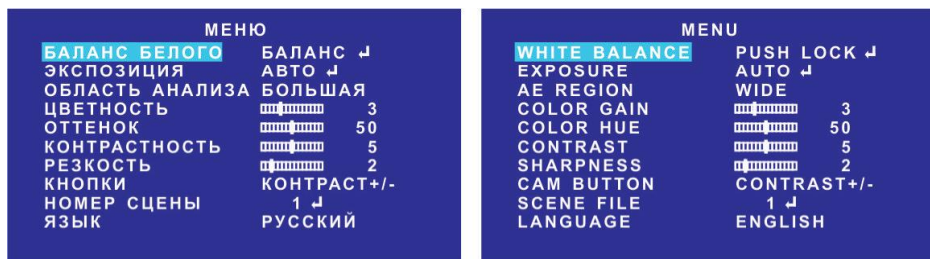 МЕНЮ
БАЛАНС БЕЛОГО БАЛАНС ↲
ЭКСПОЗИЦИЯ АВТО ↲
ОБЛАСТЬ АНАЛИЗА БОЛЬШАЯ
ЦВЕТНОСТЬ 3
ОТТЕНОК 50
КОНТРАСТНОСТЬ 5
РЕЗКОСТЬ 2
КНОПКИ КОНТРАСТ+/-
НОМЕР СЦЕНЫ 1 ↲
ЯЗЫК РУССКИЙ
MENU
WHITE BALANCE PUSH LOCK ↲
EXPOSURE AUTO ↲
AE REGION WIDE
COLOR GAIN 3
COLOR HUE 50
CONTRAST 5
SHARPNESS 2
CAM BUTTON CONTRAST+/-
SCENE FILE 1 ↲
LANGUAGE ENGLISH